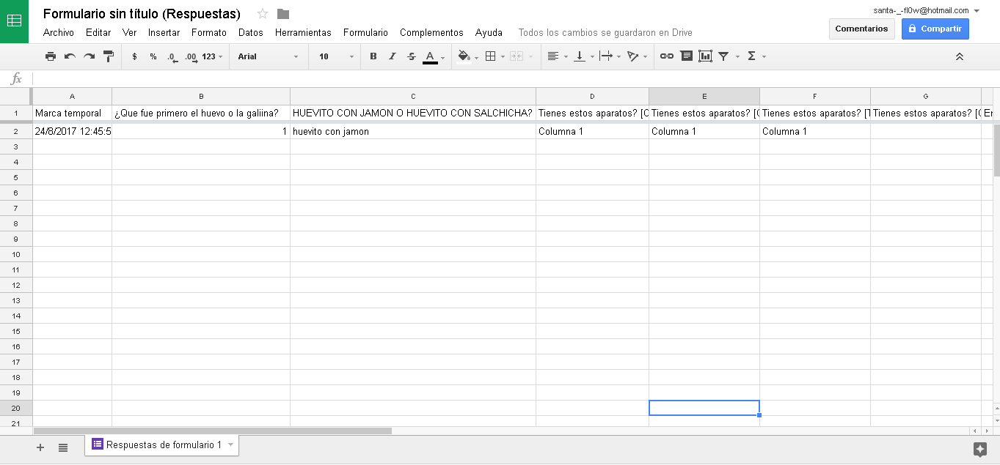 Formulario sin título (Respuestas)
santa-_-fl0w@hotmail.com
Archivo Editar Ver Insertar Formato Datos Herramientas Formulario Complementos Ayuda Todos los cambios se guardaron en Drive
Comentarios Compartir
$ % .0 .00 123 Arial 10 B I S A Σ
fx
A B C D E F G
1 Marca temporal ¿Que fue primero el huevo o la galiina? HUEVITO CON JAMON O HUEVITO CON SALCHICHA? Tienes estos aparatos? [C Tienes estos aparatos? [C Tienes estos aparatos? [T Tienes estos aparatos? [C En
2 24/8/2017 12:45:5 1 huevito con jamon Columna 1 Columna 1 Columna 1
3
4
5
6
7
8
9
10
11
12
13
14
15
16
17
18
19
20
21
+ Respuestas de formulario 1